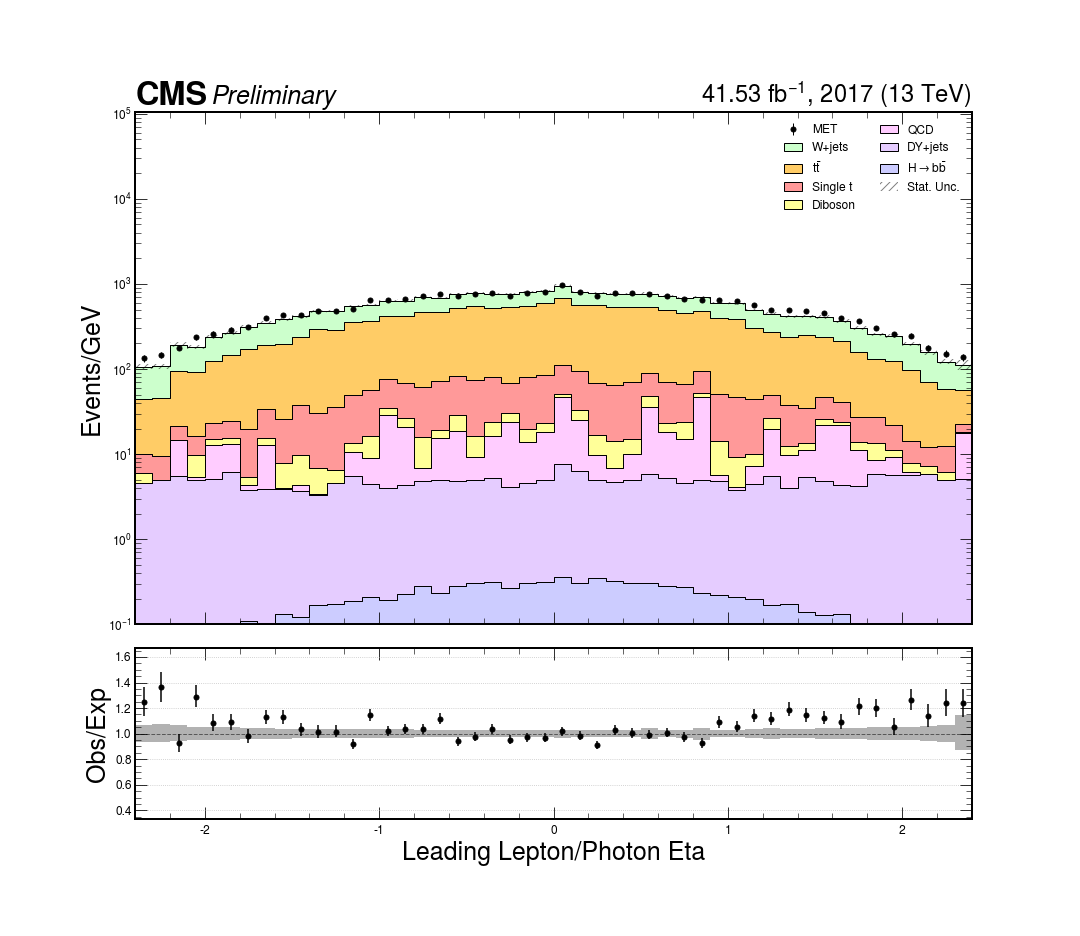 CMS Preliminary
41.53 fb⁻¹, 2017 (13 TeV)
Events/GeV
10⁵
10⁴
10³
10²
10¹
10⁰
10⁻¹
MET
W+jets
tt̄
Single t
Diboson
QCD
DY+jets
H→bb̄
Stat. Unc.
Obs/Exp
1.6
1.4
1.2
1.0
0.8
0.6
0.4
-2 -1 0 1 2
Leading Lepton/Photon Eta